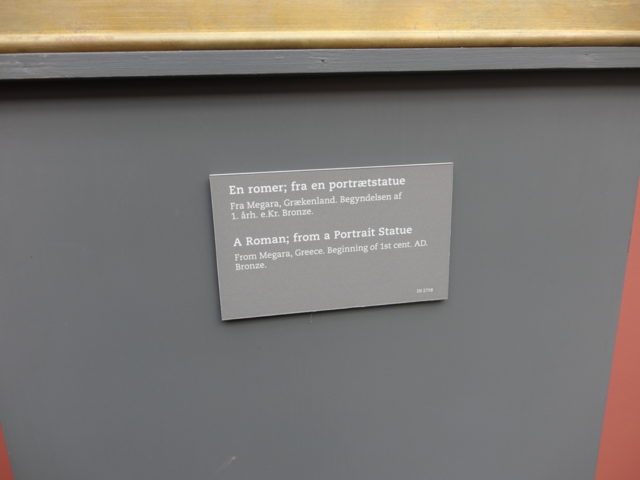 En romer; fra en portrætstatue
Fra Megara, Grækenland. Begyndelsen af
1. årh. e.Kr. Bronze.
A Roman; from a Portrait Statue
From Megara, Greece. Beginning of 1st cent. AD.
Bronze.